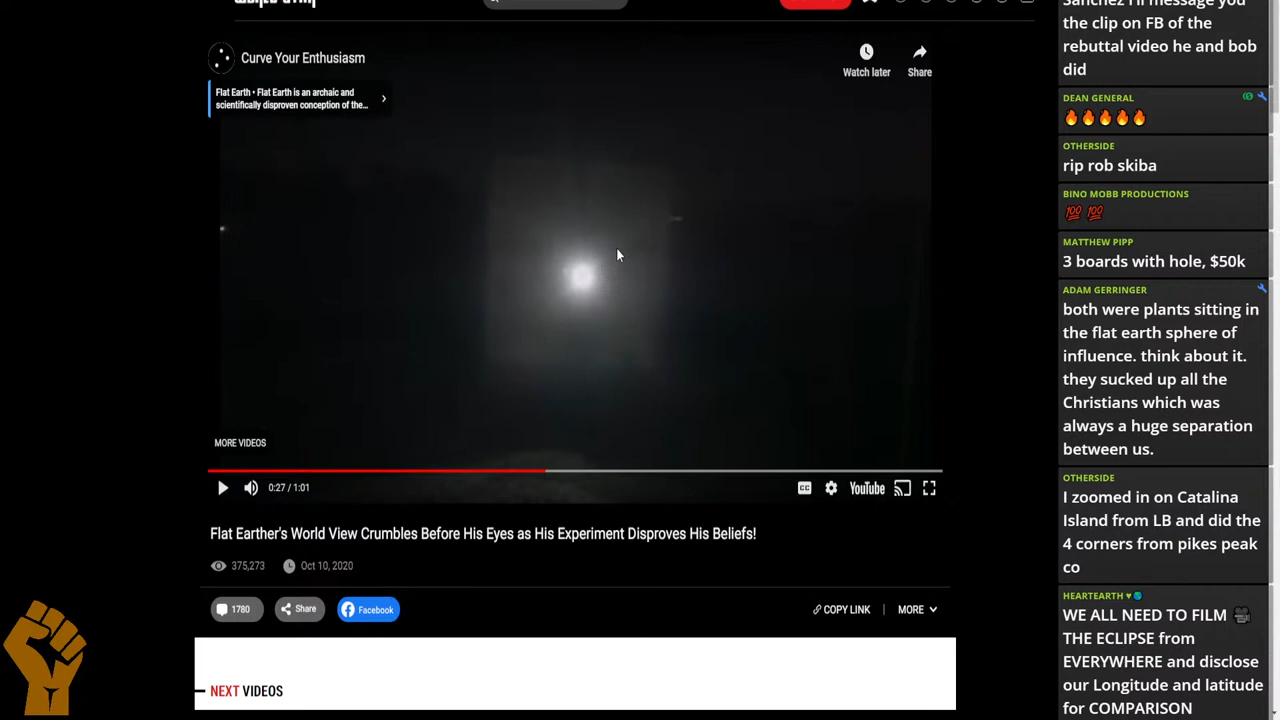 Curve Your Enthusiasm
Flat Earth • Flat Earth is an archaic and
scientifically disproven conception of the...
Watch later
Share
MORE VIDEOS
0:27 / 1:01
CC
YouTube
Flat Earther's World View Crumbles Before His Eyes as His Experiment Disproves His Beliefs!
375,273
Oct 10, 2020
1780
Share
Facebook
COPY LINK
MORE
NEXT VIDEOS
Sanchez I'll message you
the clip on FB of the
rebuttal video he and bob
did
DEAN GENERAL
🔥🔥🔥🔥🔥
OTHERSIDE
rip rob skiba
BINO MOBB PRODUCTIONS
💯 💯
MATTHEW PIPP
3 boards with hole, $50k
ADAM GERRINGER
both were plants sitting in
the flat earth sphere of
influence. think about it.
they sucked up all the
Christians which was
always a huge separation
between us.
OTHERSIDE
I zoomed in on Catalina
Island from LB and did the
4 corners from pikes peak
co
HEARTEARTH ♥🌎
WE ALL NEED TO FILM 🎥
THE ECLIPSE from
EVERYWHERE and disclose
our Longitude and latitude
for COMPARISON